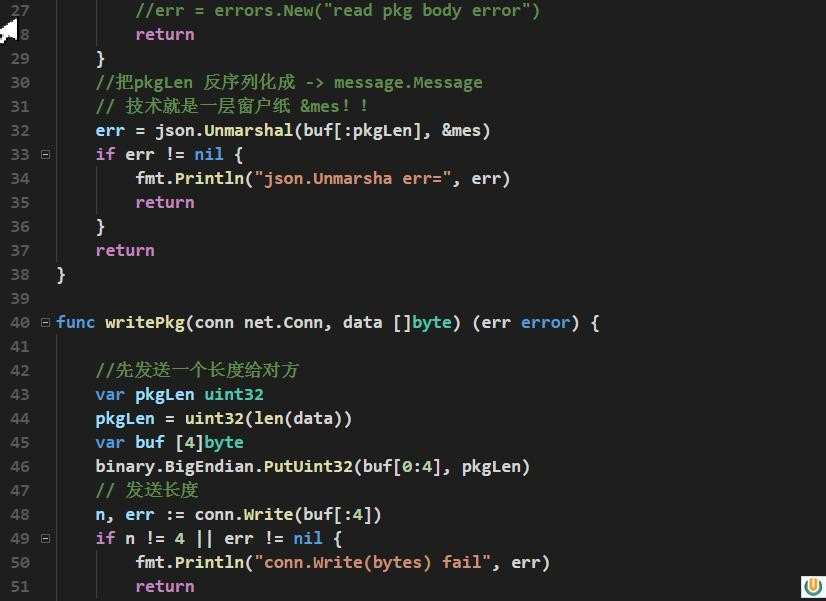 27 //err = errors.New("read pkg body error")
8 return
29 }
30 //把pkgLen 反序列化成 -> message.Message
31 // 技术就是一层窗户纸 &mes！！
32 err = json.Unmarshal(buf[:pkgLen], &mes)
33 if err != nil {
34 fmt.Println("json.Unmarsha err=", err)
35 return
36 }
37 return
38 }
39
40 func writePkg(conn net.Conn, data []byte) (err error) {
41
42 //先发送一个长度给对方
43 var pkgLen uint32
44 pkgLen = uint32(len(data))
45 var buf [4]byte
46 binary.BigEndian.PutUint32(buf[0:4], pkgLen)
47 // 发送长度
48 n, err := conn.Write(buf[:4])
49 if n != 4 || err != nil {
50 fmt.Println("conn.Write(bytes) fail", err)
51 return